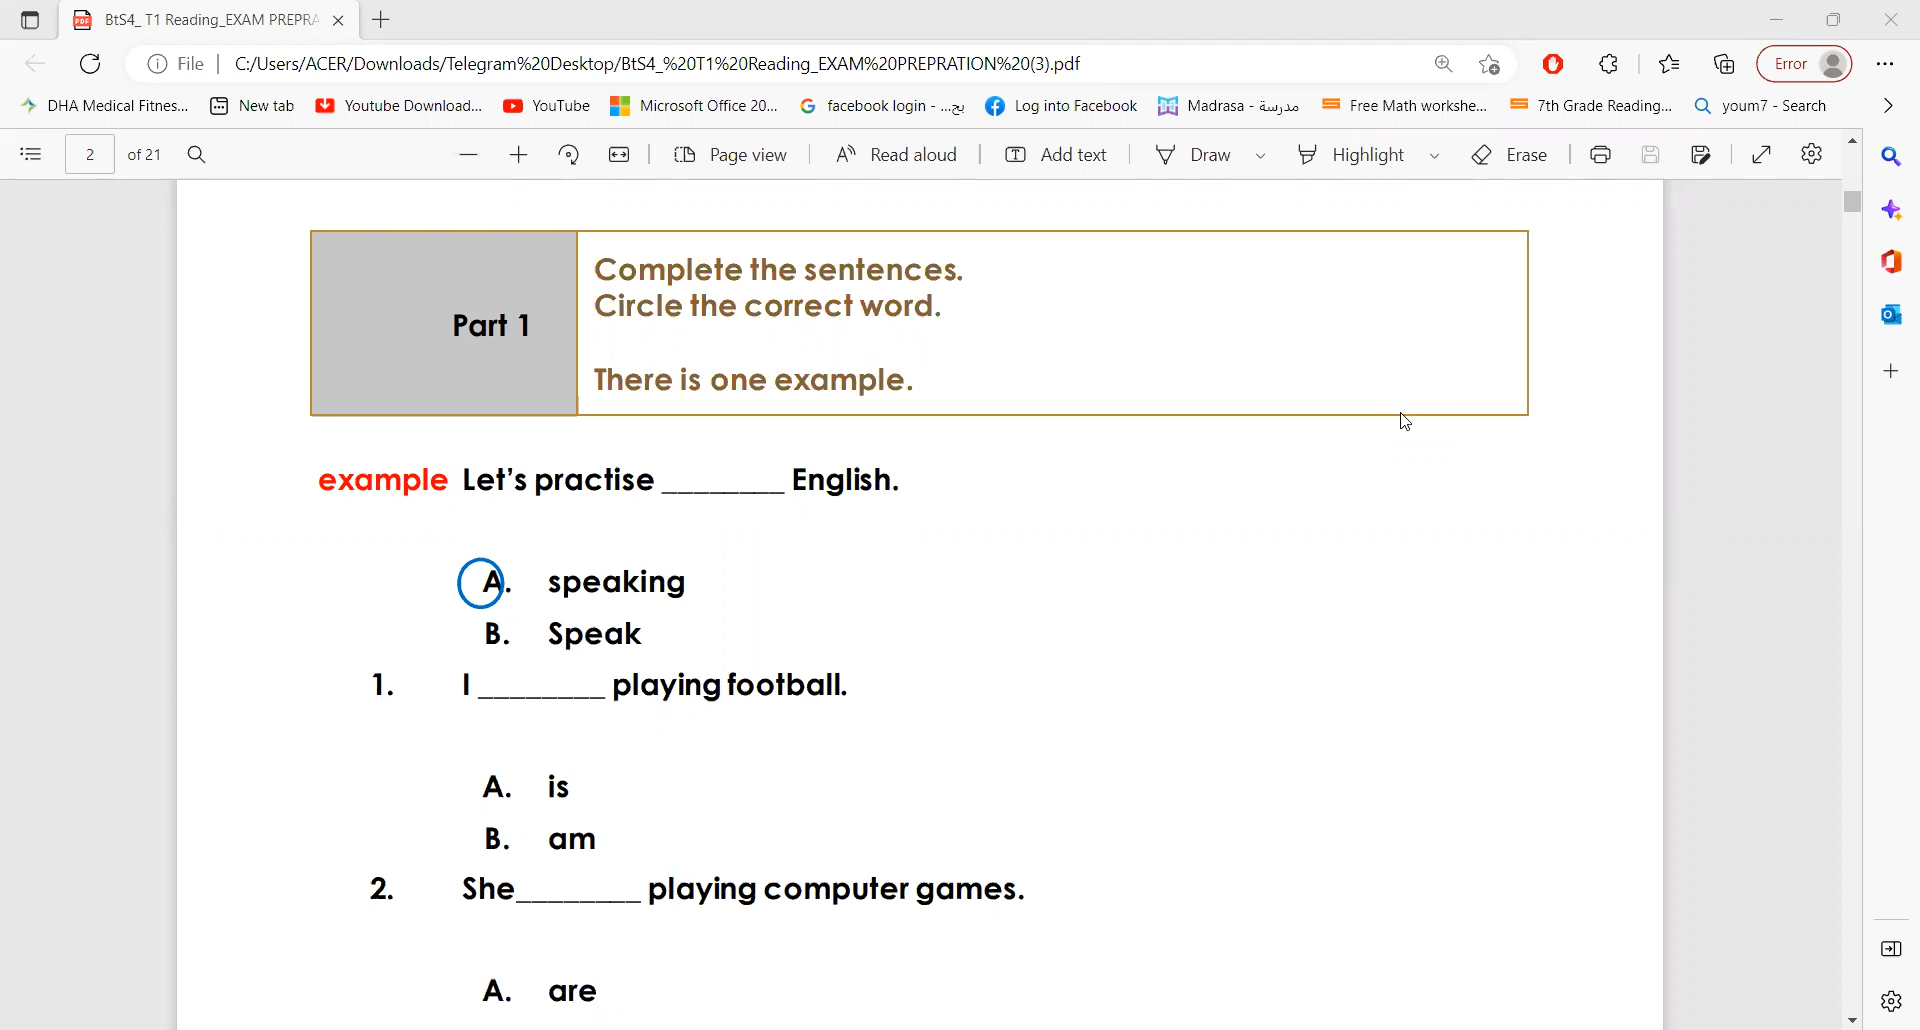 BtS4_ T1 Reading_EXAM PREPRA
File
C:/Users/ACER/Downloads/Telegram%20Desktop/BtS4_%20T1%20Reading_EXAM%20PREPRATION%20(3).pdf
Error
DHA Medical Fitnes... New tab Youtube Download... YouTube Microsoft Office 20... facebook login - ...بح Log into Facebook Madrasa - مدرسة Free Math workshe... 7th Grade Reading... youm7 - Search
2 of 21 Page view Read aloud Add text Draw Highlight Erase
Part 1
Complete the sentences.
Circle the correct word.
There is one example.
example Let's practise ________ English.
A. speaking
B. Speak
1. I ________ playing football.
A. is
B. am
2. She________ playing computer games.
A. are